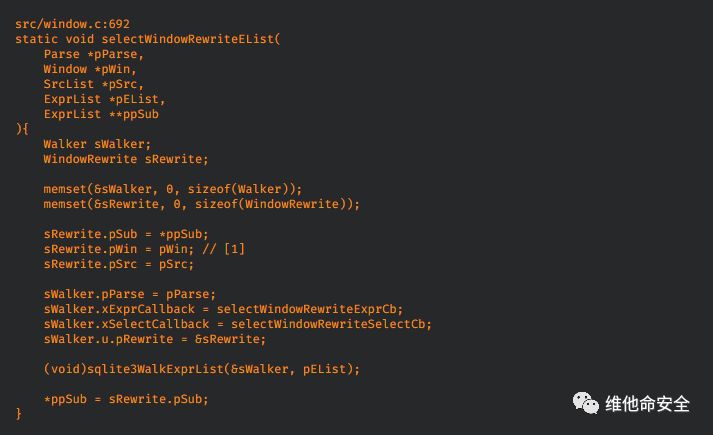 src/window.c:692
static void selectWindowRewriteEList(
    Parse *pParse,
    Window *pWin,
    SrcList *pSrc,
    ExprList *pEList,
    ExprList **ppSub
){
    Walker sWalker;
    WindowRewrite sRewrite;

    memset(&sWalker, 0, sizeof(Walker));
    memset(&sRewrite, 0, sizeof(WindowRewrite));

    sRewrite.pSub = *ppSub;
    sRewrite.pWin = pWin; // [1]
    sRewrite.pSrc = pSrc;

    sWalker.pParse = pParse;
    sWalker.xExprCallback = selectWindowRewriteExprCb;
    sWalker.xSelectCallback = selectWindowRewriteSelectCb;
    sWalker.u.pRewrite = &sRewrite;

    (void)sqlite3WalkExprList(&sWalker, pEList);

    *ppSub = sRewrite.pSub;
}
维他命安全